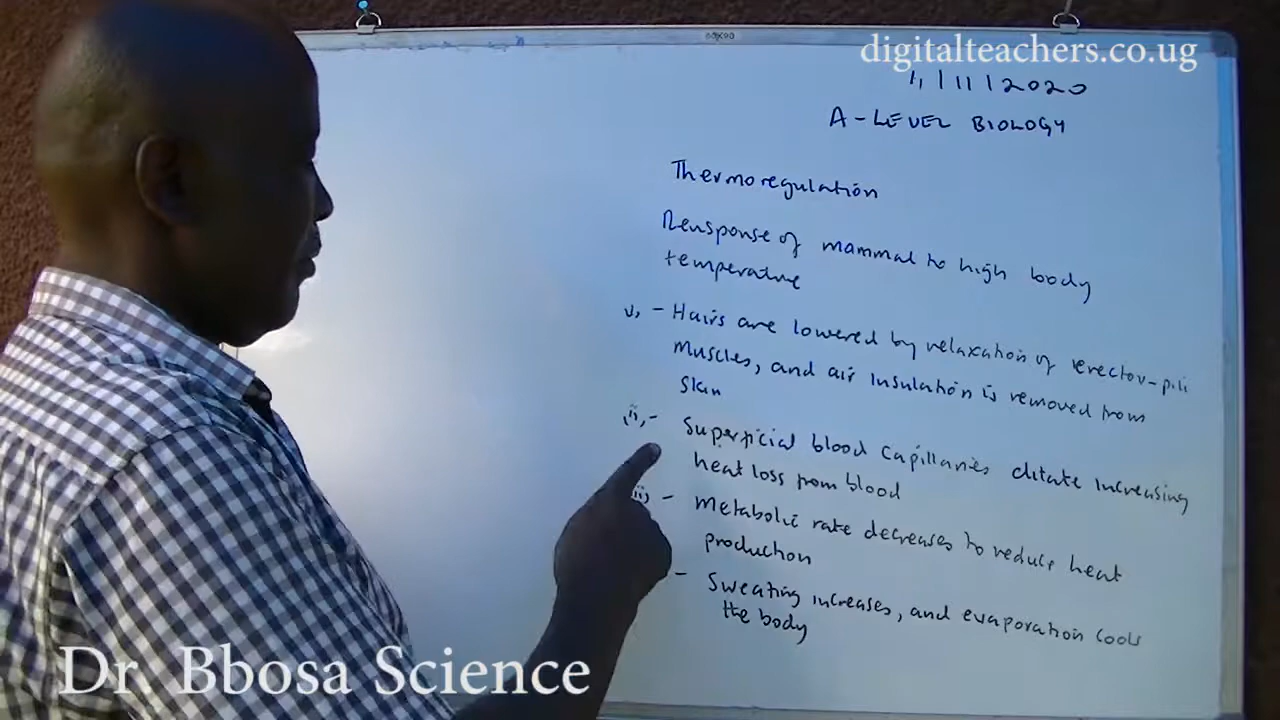 digitalteachers.co.ug
11/11/2020
A-LEVEL BIOLOGY
Thermoregulation
Rensponse of mammal to high body
temperature
i, - Hairs are lowered by relaxation of erector-pili
muscles, and air insulation is removed from
skin
ii, - Superficial blood capillaries dilate increasing
heat loss from blood
iii, - Metabolic rate decreases to reduce heat
production
- Sweating increases, and evaporation cools
the body
Dr. Bbosa Science